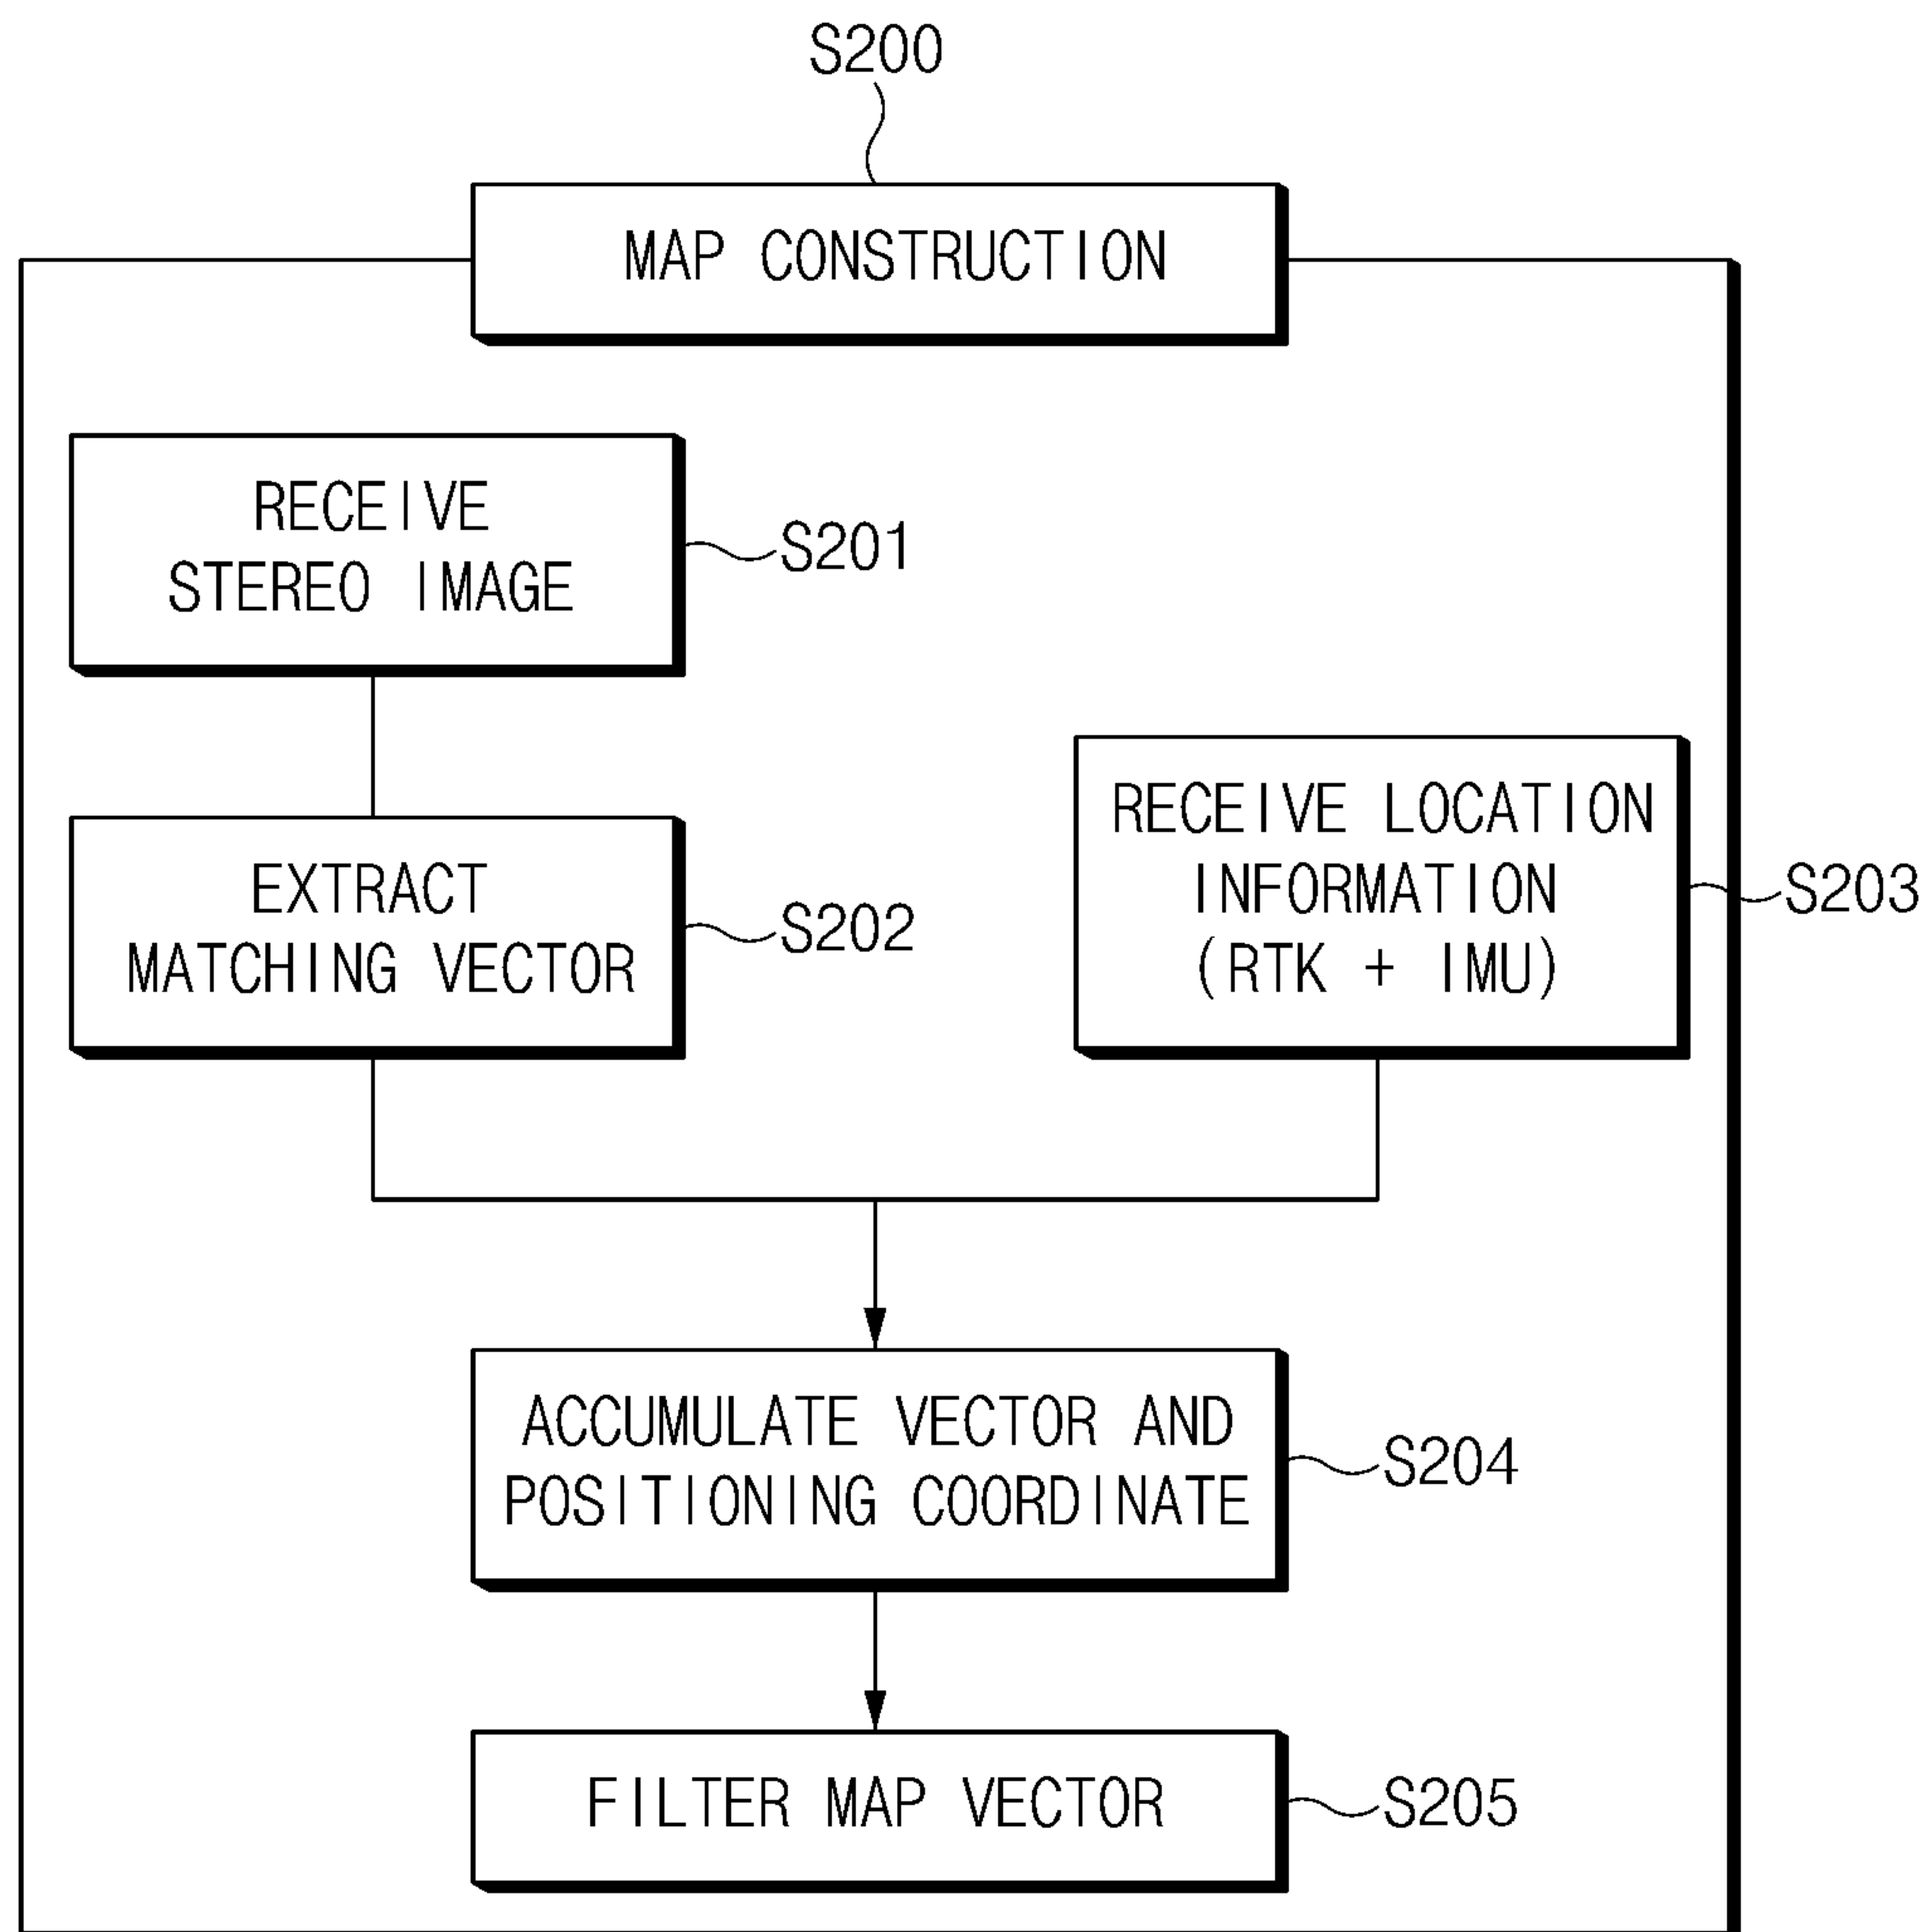 S200
MAP CONSTRUCTION
RECEIVE
STEREO IMAGE
S201
EXTRACT
MATCHING VECTOR
S202
RECEIVE LOCATION
INFORMATION
(RTK + IMU)
S203
ACCUMULATE VECTOR AND
POSITIONING COORDINATE
S204
FILTER MAP VECTOR
S205